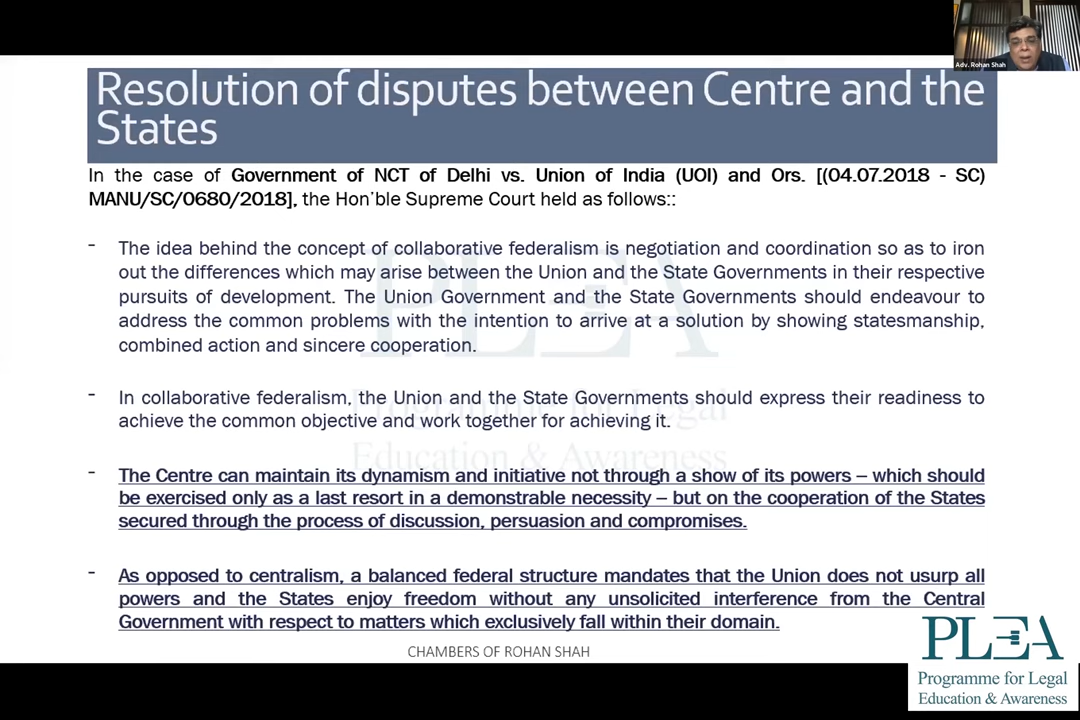 Adv. Rohan Shah
Resolution of disputes between Centre and the
States
In the case of Government of NCT of Delhi vs. Union of India (UOI) and Ors. [(04.07.2018 - SC)
MANU/SC/0680/2018], the Hon'ble Supreme Court held as follows::
- The idea behind the concept of collaborative federalism is negotiation and coordination so as to iron
out the differences which may arise between the Union and the State Governments in their respective
pursuits of development. The Union Government and the State Governments should endeavour to
address the common problems with the intention to arrive at a solution by showing statesmanship,
combined action and sincere cooperation.
- In collaborative federalism, the Union and the State Governments should express their readiness to
achieve the common objective and work together for achieving it.
- The Centre can maintain its dynamism and initiative not through a show of its powers – which should
be exercised only as a last resort in a demonstrable necessity – but on the cooperation of the States
secured through the process of discussion, persuasion and compromises.
- As opposed to centralism, a balanced federal structure mandates that the Union does not usurp all
powers and the States enjoy freedom without any unsolicited interference from the Central
Government with respect to matters which exclusively fall within their domain.
PLEA
Programme for Legal
Education & Awareness
CHAMBERS OF ROHAN SHAH
PLEA
Programme for Legal
Education & Awareness